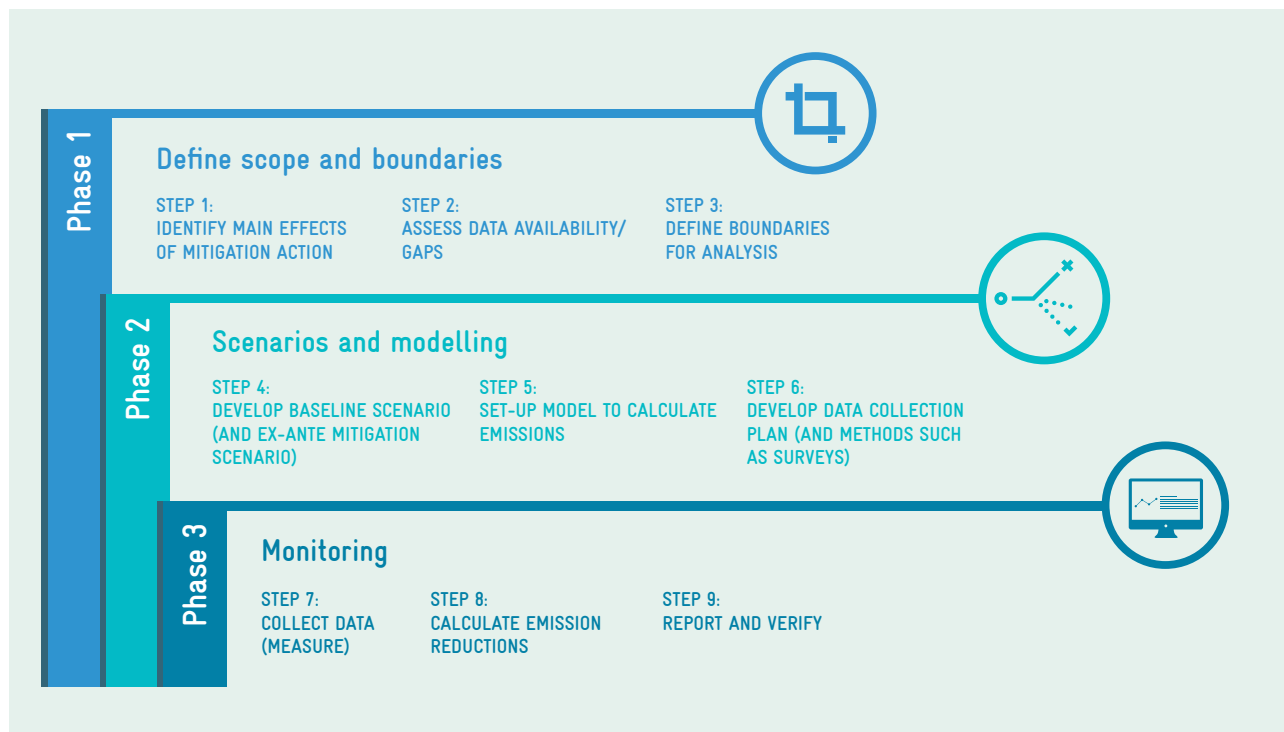 Phase 1
Define scope and boundaries
STEP 1:
IDENTIFY MAIN EFFECTS
OF MITIGATION ACTION
STEP 2:
ASSESS DATA AVAILABILITY/
GAPS
STEP 3:
DEFINE BOUNDARIES
FOR ANALYSIS
Phase 2
Scenarios and modelling
STEP 4:
DEVELOP BASELINE SCENARIO
(AND EX-ANTE MITIGATION
SCENARIO)
STEP 5:
SET-UP MODEL TO CALCULATE
EMISSIONS
STEP 6:
DEVELOP DATA COLLECTION
PLAN (AND METHODS SUCH
AS SURVEYS)
Phase 3
Monitoring
STEP 7:
COLLECT DATA
(MEASURE)
STEP 8:
CALCULATE EMISSION
REDUCTIONS
STEP 9:
REPORT AND VERIFY